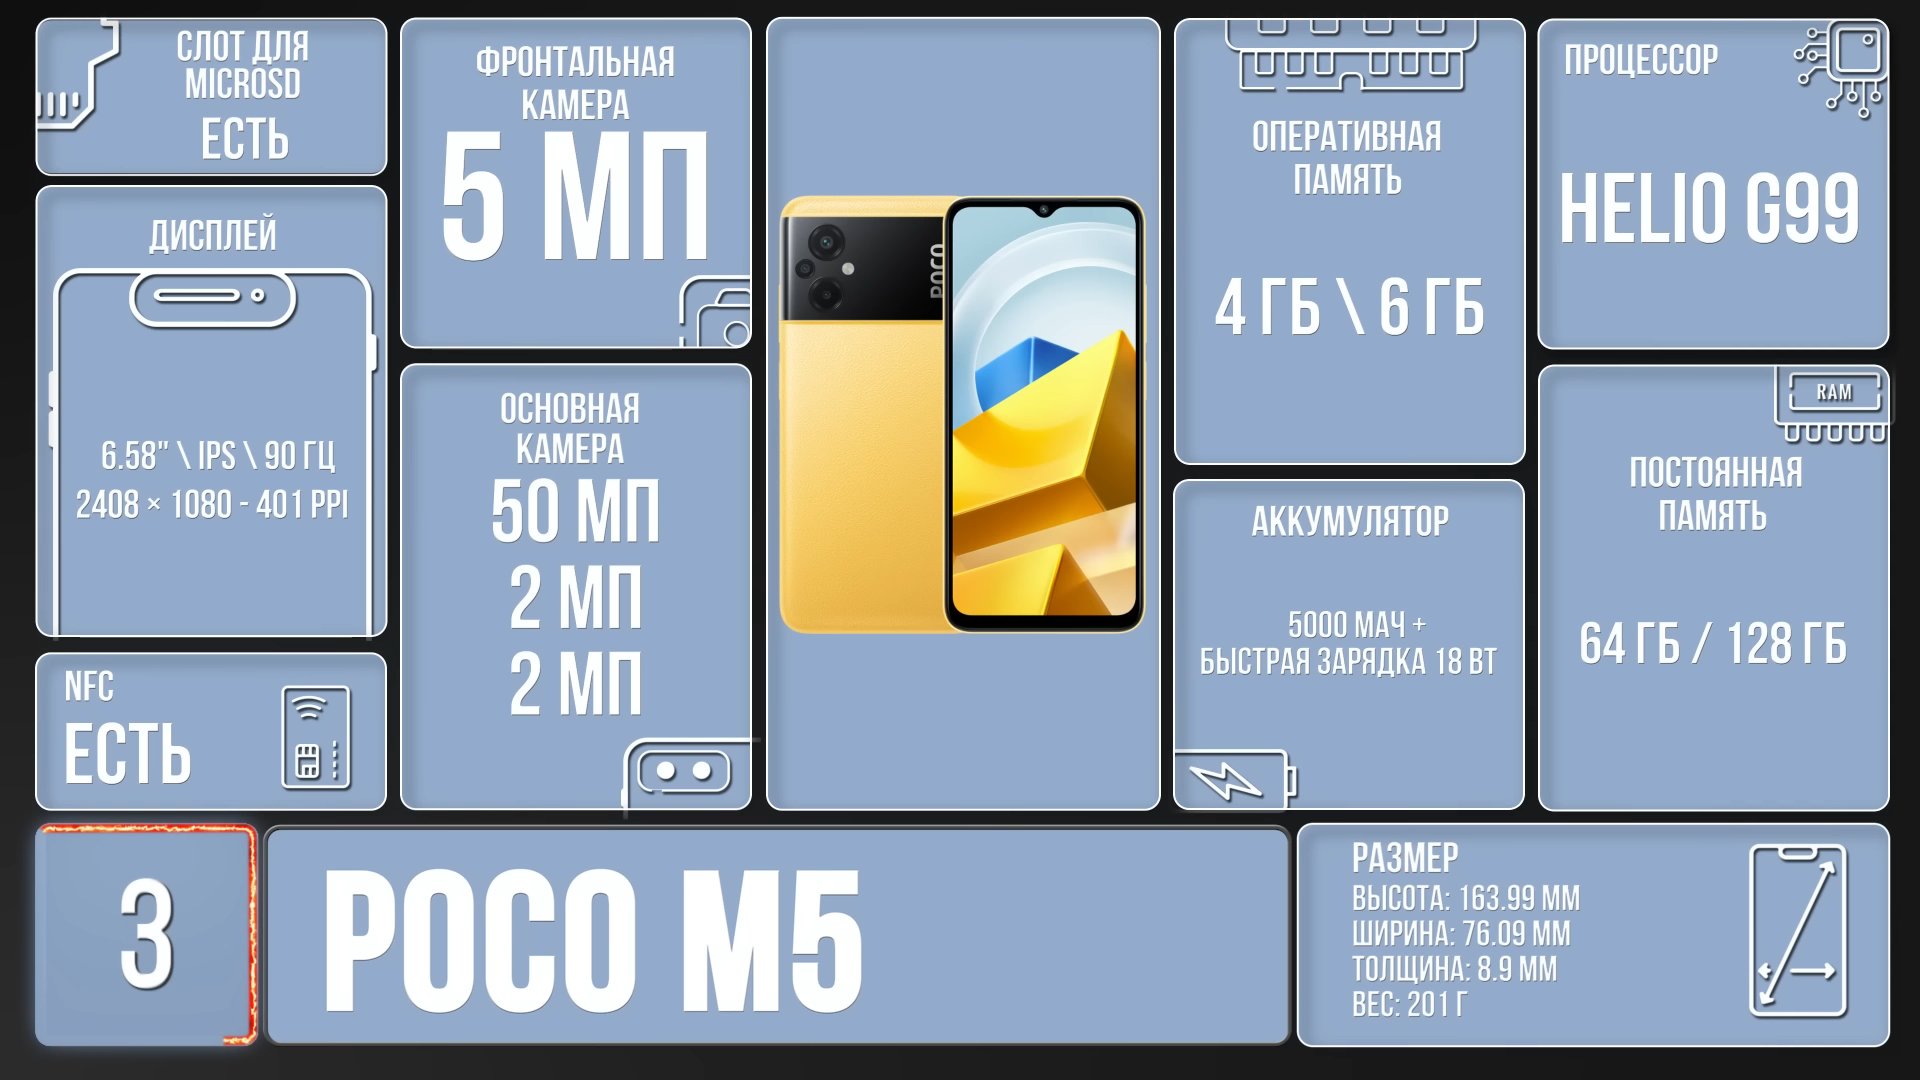 СЛОТ ДЛЯ
MICROSD
ЕСТЬ
ДИСПЛЕЙ
6.58" \ IPS \ 90 ГЦ
2408 × 1080 - 401 PPI
NFC
ЕСТЬ
ФРОНТАЛЬНАЯ
КАМЕРА
5 МП
ОСНОВНАЯ
КАМЕРА
50 МП
2 МП
2 МП
POCO
ОПЕРАТИВНАЯ
ПАМЯТЬ
4 ГБ \ 6 ГБ
АККУМУЛЯТОР
5000 МАЧ +
БЫСТРАЯ ЗАРЯДКА 18 ВТ
ПРОЦЕССОР
HELIO G99
RAM
ПОСТОЯННАЯ
ПАМЯТЬ
64 ГБ / 128 ГБ
3
POCO M5
РАЗМЕР
ВЫСОТА: 163.99 ММ
ШИРИНА: 76.09 ММ
ТОЛЩИНА: 8.9 ММ
ВЕС: 201 Г